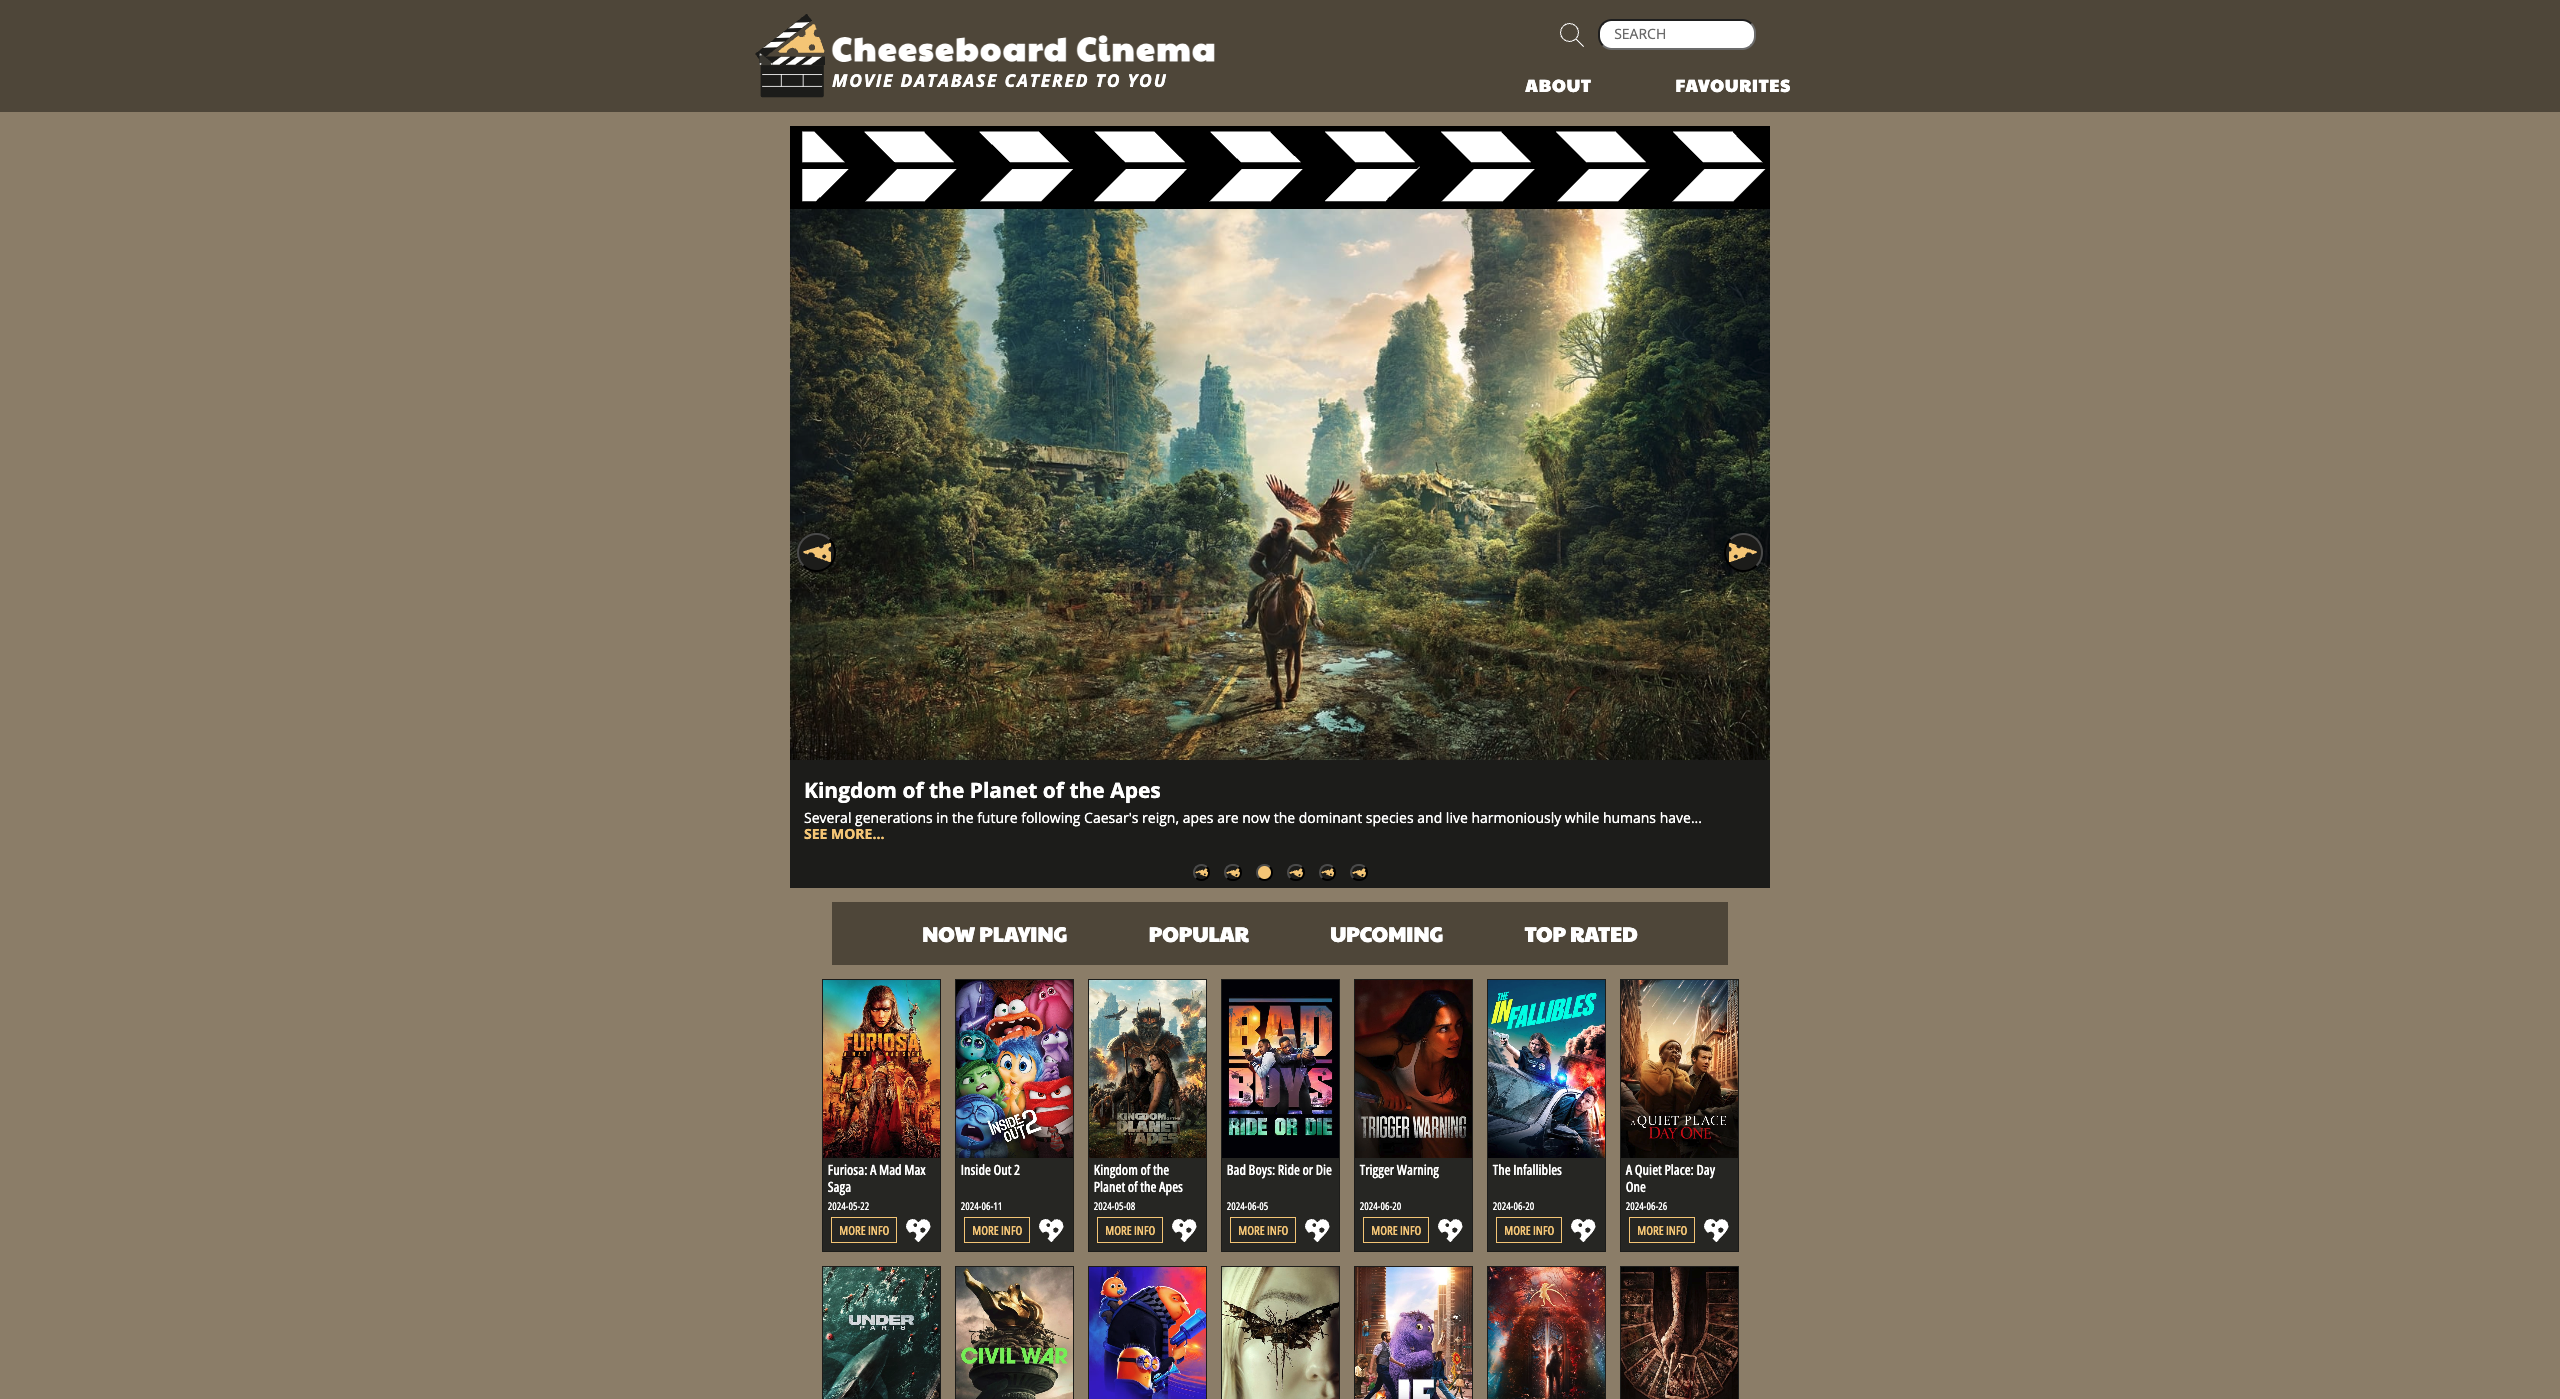 Cheeseboard Cinema
MOVIE DATABASE CATERED TO YOU
SEARCH
ABOUT
FAVOURITES
Kingdom of the Planet of the Apes
Several generations in the future following Caesar's reign, apes are now the dominant species and live harmoniously while humans have...
SEE MORE...
NOW PLAYING
POPULAR
UPCOMING
TOP RATED
FURIOSA
A MAD MAX SAGA
Furiosa: A Mad Max
Saga
2024-05-22
MORE INFO
INSIDE
OUT 2
Inside Out 2
2024-06-11
MORE INFO
KINGDOM OF THE
PLANET OF THE
APES
Kingdom of the
Planet of the Apes
2024-05-08
MORE INFO
BAD
BOYS
RIDE OR DIE
Bad Boys: Ride or Die
2024-06-05
MORE INFO
TRIGGER WARNING
Trigger Warning
2024-06-20
MORE INFO
THE
INFALLIBLES
The Infallibles
2024-06-20
MORE INFO
A QUIET PLACE
DAY ONE
A Quiet Place: Day
One
2024-06-26
MORE INFO
UNDER
PARIS
CIVIL WAR
IF